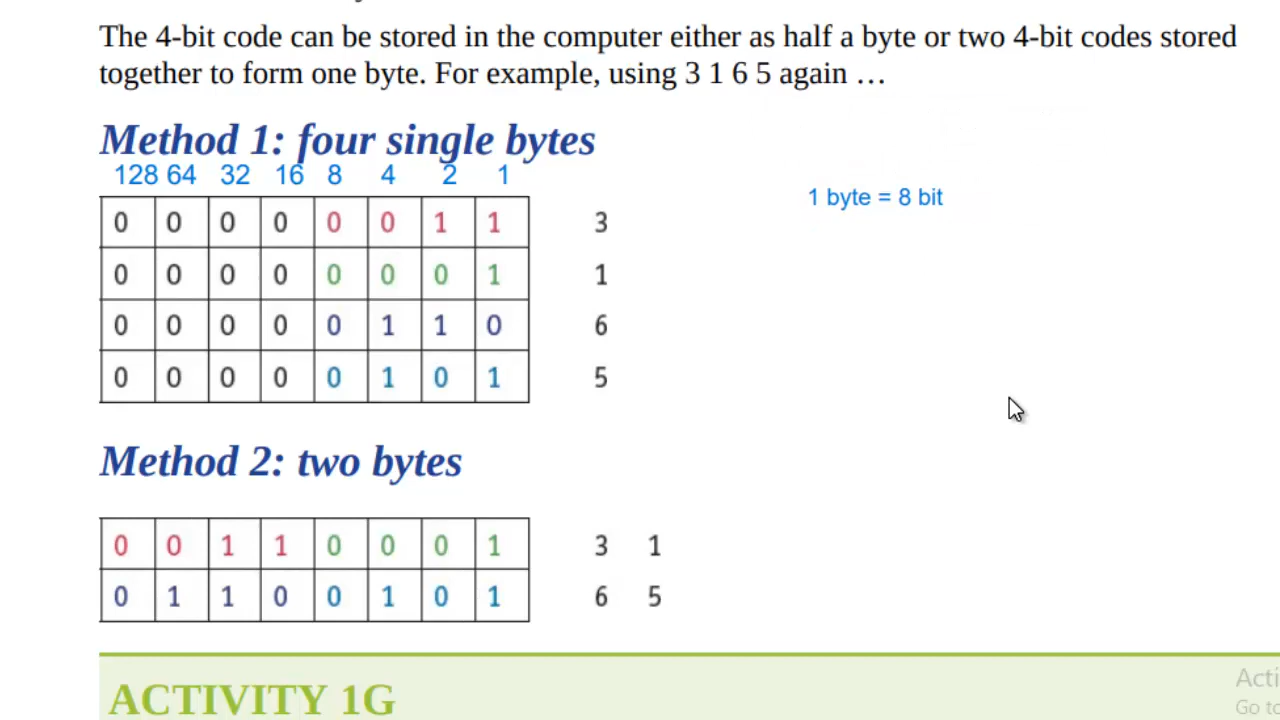 The 4-bit code can be stored in the computer either as half a byte or two 4-bit codes stored
together to form one byte. For example, using 3 1 6 5 again …
Method 1: four single bytes
128 64 32 16 8 4 2 1
1 byte = 8 bit
0 0 0 0 0 0 1 1 3
0 0 0 0 0 0 0 1 1
0 0 0 0 0 1 1 0 6
0 0 0 0 0 1 0 1 5
Method 2: two bytes
0 0 1 1 0 0 0 1 3 1
0 1 1 0 0 1 0 1 6 5
ACTIVITY 1G
Acti
Go to